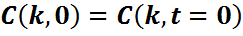 C(k, 0) = C(k, t = 0)